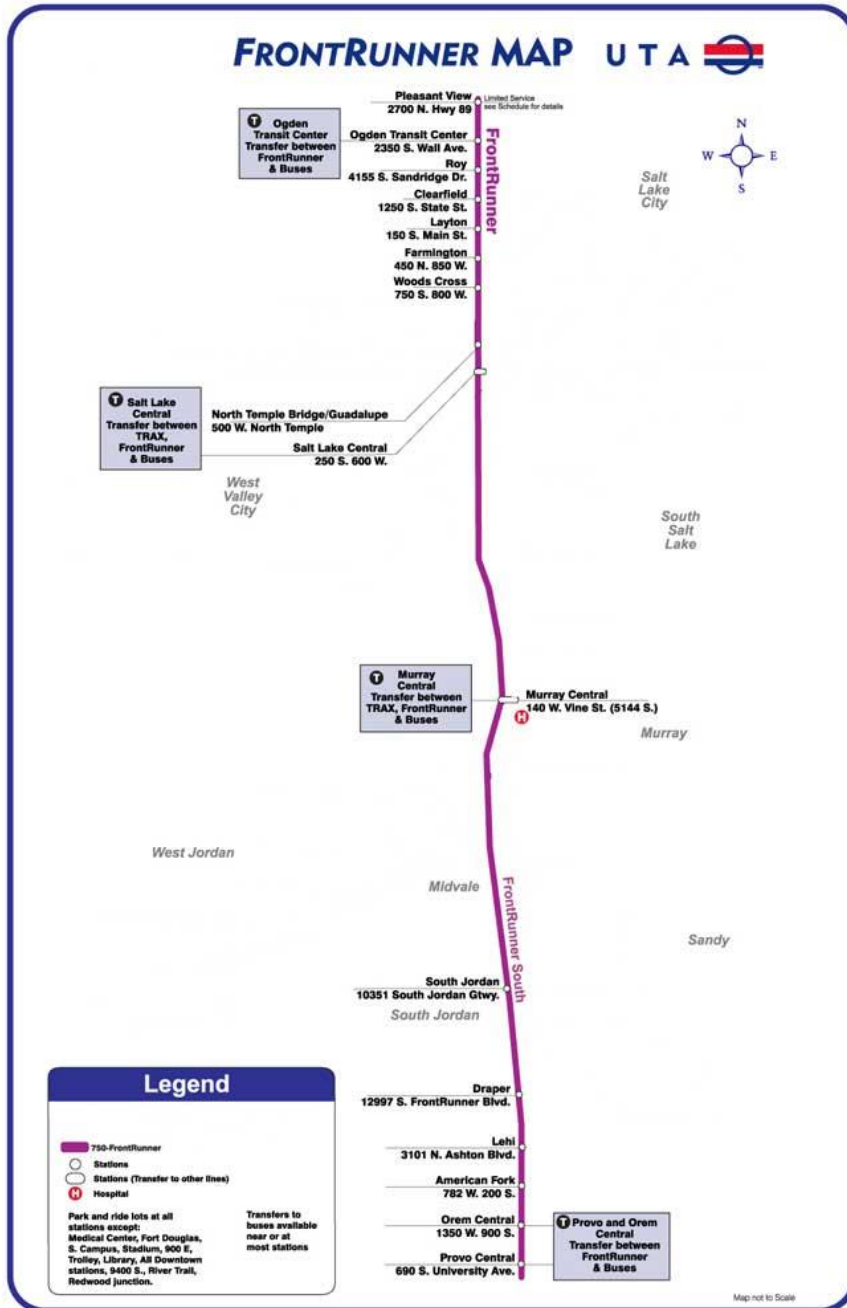 FRONTRUNNER MAP UTA
Pleasant View
2700 N. Hwy 89
Limited Service
see Schedule for details
T Ogden
Transit Center
Transfer between
FrontRunner
& Buses
Ogden Transit Center
2350 S. Wall Ave.
Roy
4155 S. Sandridge Dr.
Clearfield
1250 S. State St.
Layton
150 S. Main St.
Farmington
450 N. 850 W.
Woods Cross
750 S. 800 W.
FrontRunner
N
W
E
S
Salt
Lake
City
T Salt Lake
Central
Transfer between
TRAX,
FrontRunner
& Buses
North Temple Bridge/Guadalupe
500 W. North Temple
Salt Lake Central
250 S. 600 W.
West
Valley
City
South
Salt
Lake
T Murray
Central
Transfer between
TRAX, FrontRunner
& Buses
Murray Central
140 W. Vine St. (5144 S.)
H
Murray
West Jordan
Midvale
FrontRunner South
Sandy
South Jordan
10351 South Jordan Gtwy.
South Jordan
Draper
12997 S. FrontRunner Blvd.
Lehi
3101 N. Ashton Blvd.
American Fork
782 W. 200 S.
Orem Central
1350 W. 900 S.
Provo Central
690 S. University Ave.
T Provo and Orem
Central
Transfer between
FrontRunner
& Buses
Legend
750-FrontRunner
Stations
Stations (Transfer to other lines)
H Hospital
Park and ride lots at all
stations except:
Medical Center, Fort Douglas,
S. Campus, Stadium, 900 E,
Trolley, Library, All Downtown
stations, 9400 S., River Trail,
Redwood junction.
Transfers to
buses available
near or at
most stations
Map not to Scale